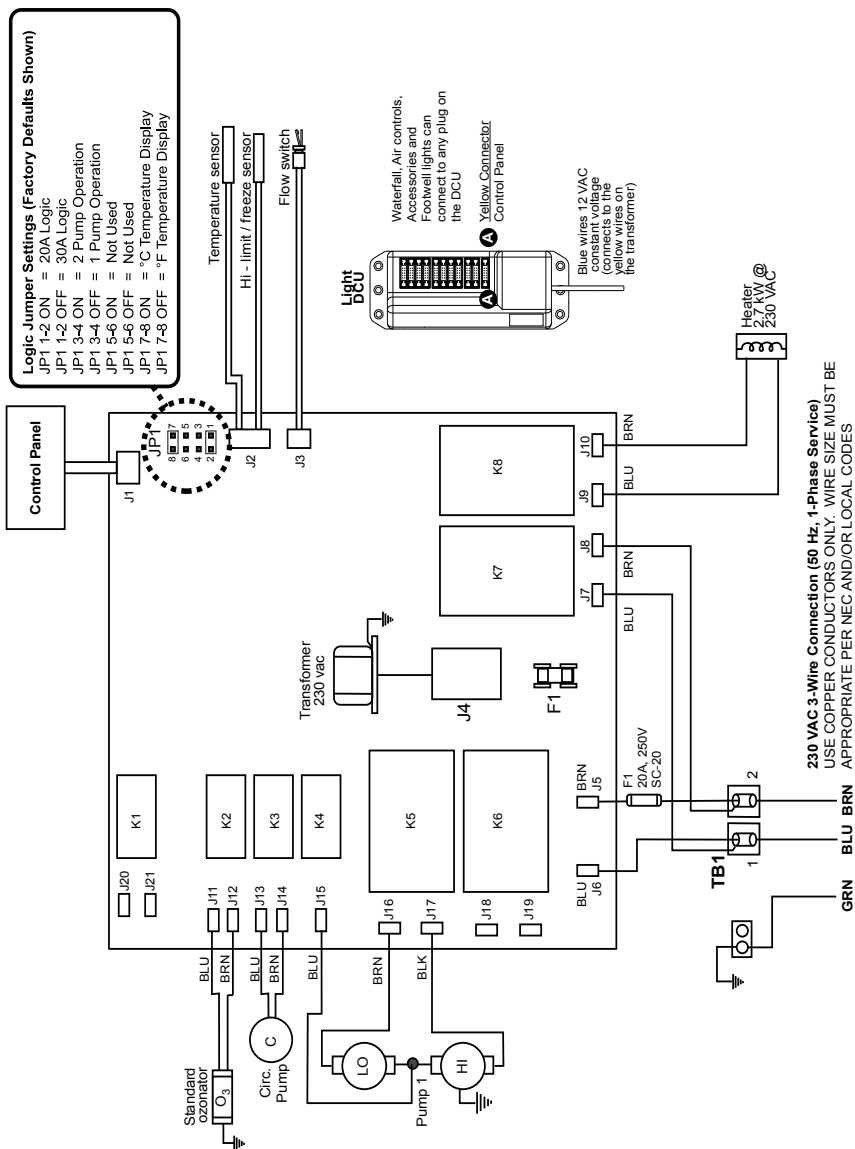 Logic Jumper Settings (Factory Defaults Shown)
JP1 1-2 ON = 20A Logic
JP1 1-2 OFF = 30A Logic
JP1 3-4 ON = 2 Pump Operation
JP1 3-4 OFF = 1 Pump Operation
JP1 5-6 ON = Not Used
JP1 5-6 OFF = Not Used
JP1 7-8 ON = °C Temperature Display
JP1 7-8 OFF = °F Temperature Display
Control Panel
J1
JP1
8 7
6 5
4 3
2 1
J2
J3
Temperature sensor
Hi - limit / freeze sensor
Flow switch
Light
DCU
A
A
Waterfall, Air controls,
Accessories and
Footwell lights can
connect to any plug on
the DCU
Yellow Connector
Control Panel
Blue wires 12 VAC
constant voltage
(connects to the
yellow wires on
the transformer)
Heater
2.7 kW @
230 VAC
Transformer
230 vac
J4
F1
K1
K2
K3
K4
K5
K6
K7
K8
J20
J21
J11
J12
J13
J14
J15
J16
J17
J18
J19
BLU
BRN
BLU
BRN
BLU
BRN
BLK
Standard
ozonator
O3
C
Circ.
Pump
LO
HI
Pump 1
BLU
J6
BRN
J5
F1
20A, 250V
SC-20
J7
BLU
J8
BRN
J9
BLU
J10
BRN
TB1
1
2
GRN
BLU
BRN
230 VAC 3-Wire Connection (50 Hz, 1-Phase Service)
USE COPPER CONDUCTORS ONLY. WIRE SIZE MUST BE
APPROPRIATE PER NEC AND/OR LOCAL CODES